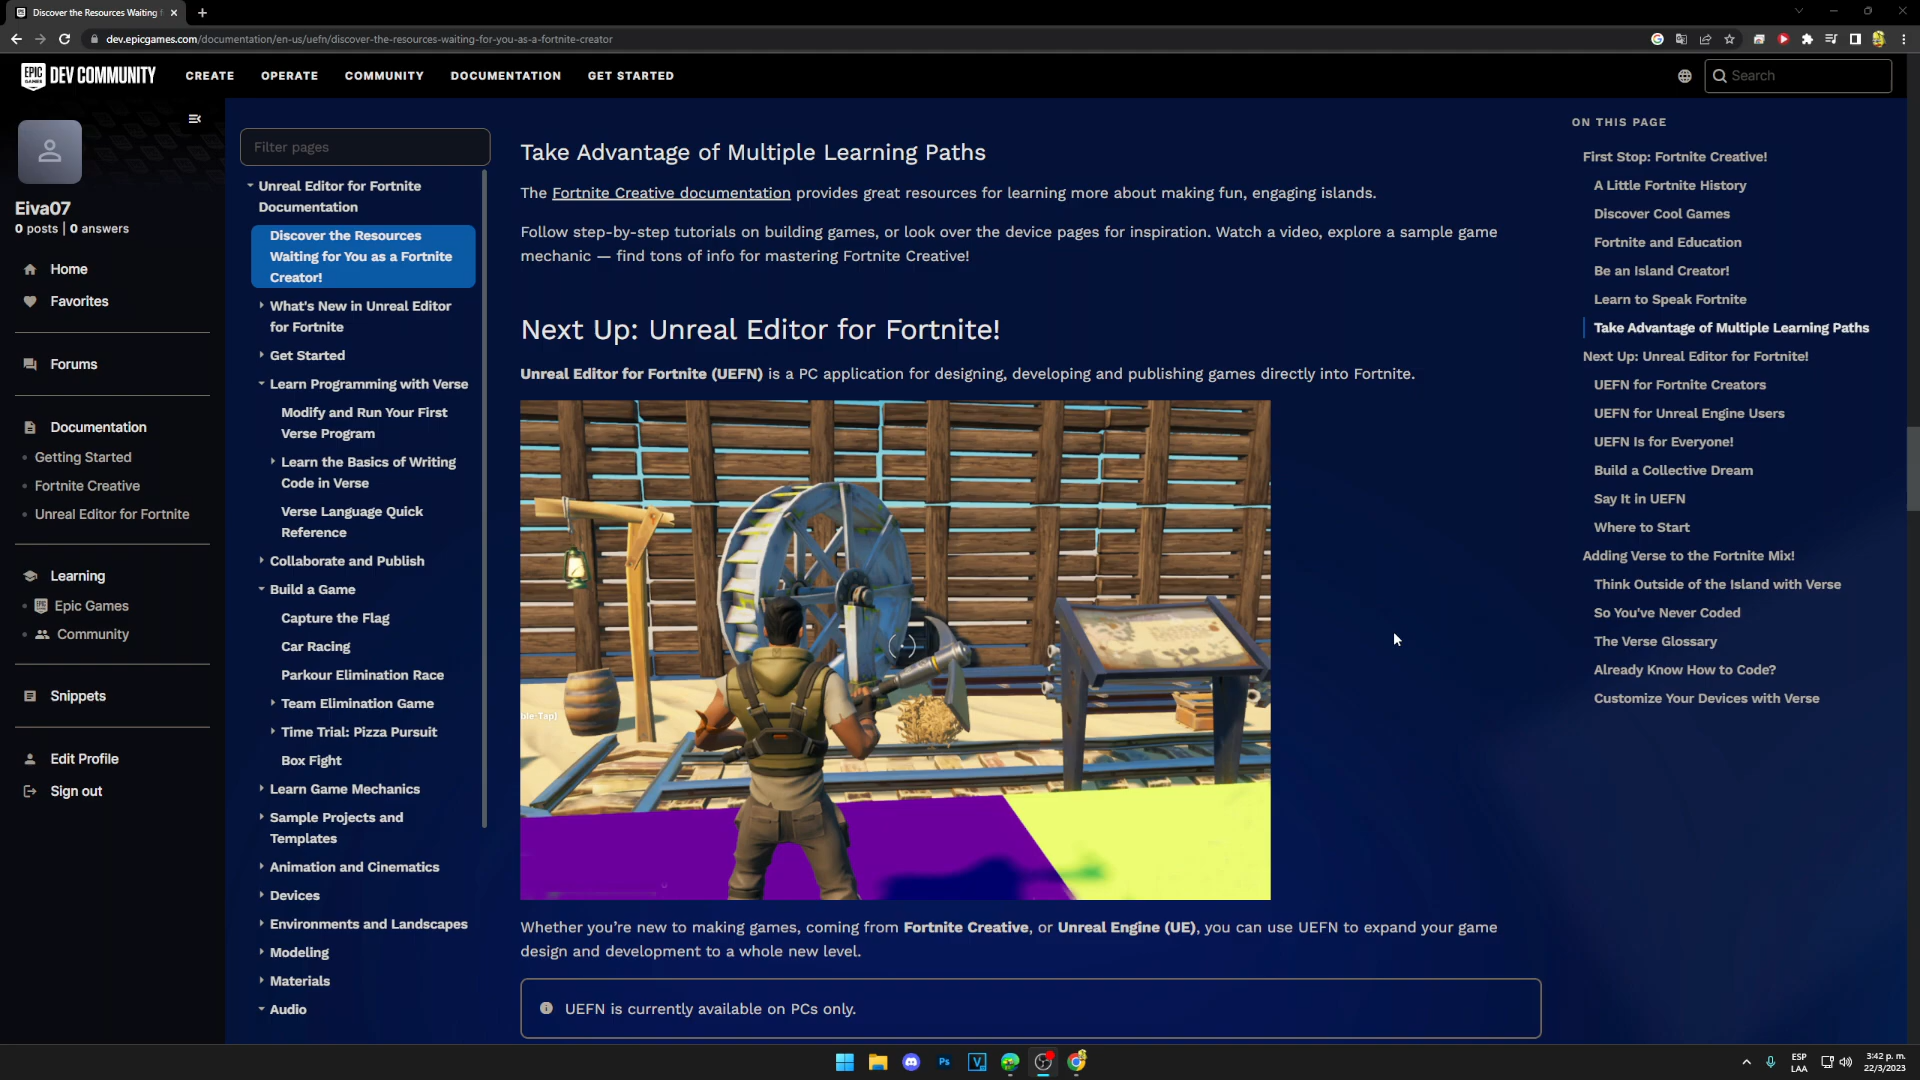 Discover the Resources Waiting f
dev.epicgames.com/documentation/en-us/uefn/discover-the-resources-waiting-for-you-as-a-fortnite-creator
EPIC GAMES DEV COMMUNITY
CREATE
OPERATE
COMMUNITY
DOCUMENTATION
GET STARTED
Search
Eiva07
0 posts | 0 answers
Home
Favorites
Forums
Documentation
Getting Started
Fortnite Creative
Unreal Editor for Fortnite
Learning
Epic Games
Community
Snippets
Edit Profile
Sign out
Filter pages
Unreal Editor for Fortnite
Documentation
Discover the Resources
Waiting for You as a Fortnite
Creator!
What's New in Unreal Editor
for Fortnite
Get Started
Learn Programming with Verse
Modify and Run Your First
Verse Program
Learn the Basics of Writing
Code in Verse
Verse Language Quick
Reference
Collaborate and Publish
Build a Game
Capture the Flag
Car Racing
Parkour Elimination Race
Team Elimination Game
Time Trial: Pizza Pursuit
Box Fight
Learn Game Mechanics
Sample Projects and
Templates
Animation and Cinematics
Devices
Environments and Landscapes
Modeling
Materials
Audio
Take Advantage of Multiple Learning Paths
The Fortnite Creative documentation provides great resources for learning more about making fun, engaging islands.
Follow step-by-step tutorials on building games, or look over the device pages for inspiration. Watch a video, explore a sample game
mechanic — find tons of info for mastering Fortnite Creative!
Next Up: Unreal Editor for Fortnite!
Unreal Editor for Fortnite (UEFN) is a PC application for designing, developing and publishing games directly into Fortnite.
ble-Tap]
Whether you’re new to making games, coming from Fortnite Creative, or Unreal Engine (UE), you can use UEFN to expand your game
design and development to a whole new level.
UEFN is currently available on PCs only.
ON THIS PAGE
First Stop: Fortnite Creative!
A Little Fortnite History
Discover Cool Games
Fortnite and Education
Be an Island Creator!
Learn to Speak Fortnite
Take Advantage of Multiple Learning Paths
Next Up: Unreal Editor for Fortnite!
UEFN for Fortnite Creators
UEFN for Unreal Engine Users
UEFN Is for Everyone!
Build a Collective Dream
Say It in UEFN
Where to Start
Adding Verse to the Fortnite Mix!
Think Outside of the Island with Verse
So You've Never Coded
The Verse Glossary
Already Know How to Code?
Customize Your Devices with Verse
Ps
V
ESP
LAA
3:42 p. m.
22/3/2023